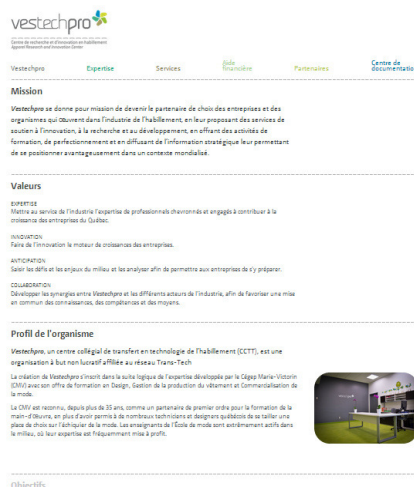 vestechpro
Centre de recherche et d'innovation en habillement
Apparel Research and Innovation Center
Vestechpro Expertise Services Aide financière Partenaires Centre de documentation
Mission
Vestechpro se donne pour mission de devenir le partenaire de choix des entreprises et des
organismes qui œuvrent dans l'industrie de l'habillement, en leur proposant des services de
soutien à l'innovation, à la recherche et au développement, en offrant des activités de
formation, de perfectionnement et en diffusant de l'information stratégique leur permettant
de se positionner avantageusement dans un contexte mondialisé.
Valeurs
EXPERTISE
Mettre au service de l'industrie l'expertise de professionnels chevronnés et engagés à contribuer à la
croissance des entreprises du Québec.
INNOVATION
Faire de l'innovation le moteur de croissances des entreprises.
ANTICIPATION
Saisir les défis et les enjeux du milieu et les analyser afin de permettre aux entreprises de s'y préparer.
COLLABORATION
Développer les synergies entre Vestechpro et les différents acteurs de l'industrie, afin de favoriser une mise
en commun des connaissances, des compétences et des moyens.
Profil de l'organisme
Vestechpro, un centre collégial de transfert en technologie de l'habillement (CCTT), est une
organisation à but non lucratif affiliée au réseau Trans-Tech
La création de Vestechpro s'inscrit dans la suite logique de l'expertise développée par le Cégep Marie-Victorin
(CMV) avec son offre de formation en Design, Gestion de la production du vêtement et Commercialisation de
la mode.
Le CMV est reconnu, depuis plus de 35 ans, comme un partenaire de premier ordre pour la formation de la
main-d'œuvre, en plus d'avoir permis à de nombreux techniciens et designers québécois de se tailler une
place de choix sur l'échiquier de la mode. Les enseignants de l'École de mode sont extrêmement actifs dans
le milieu, où leur expertise est fréquemment mise à profit.
Objectifs